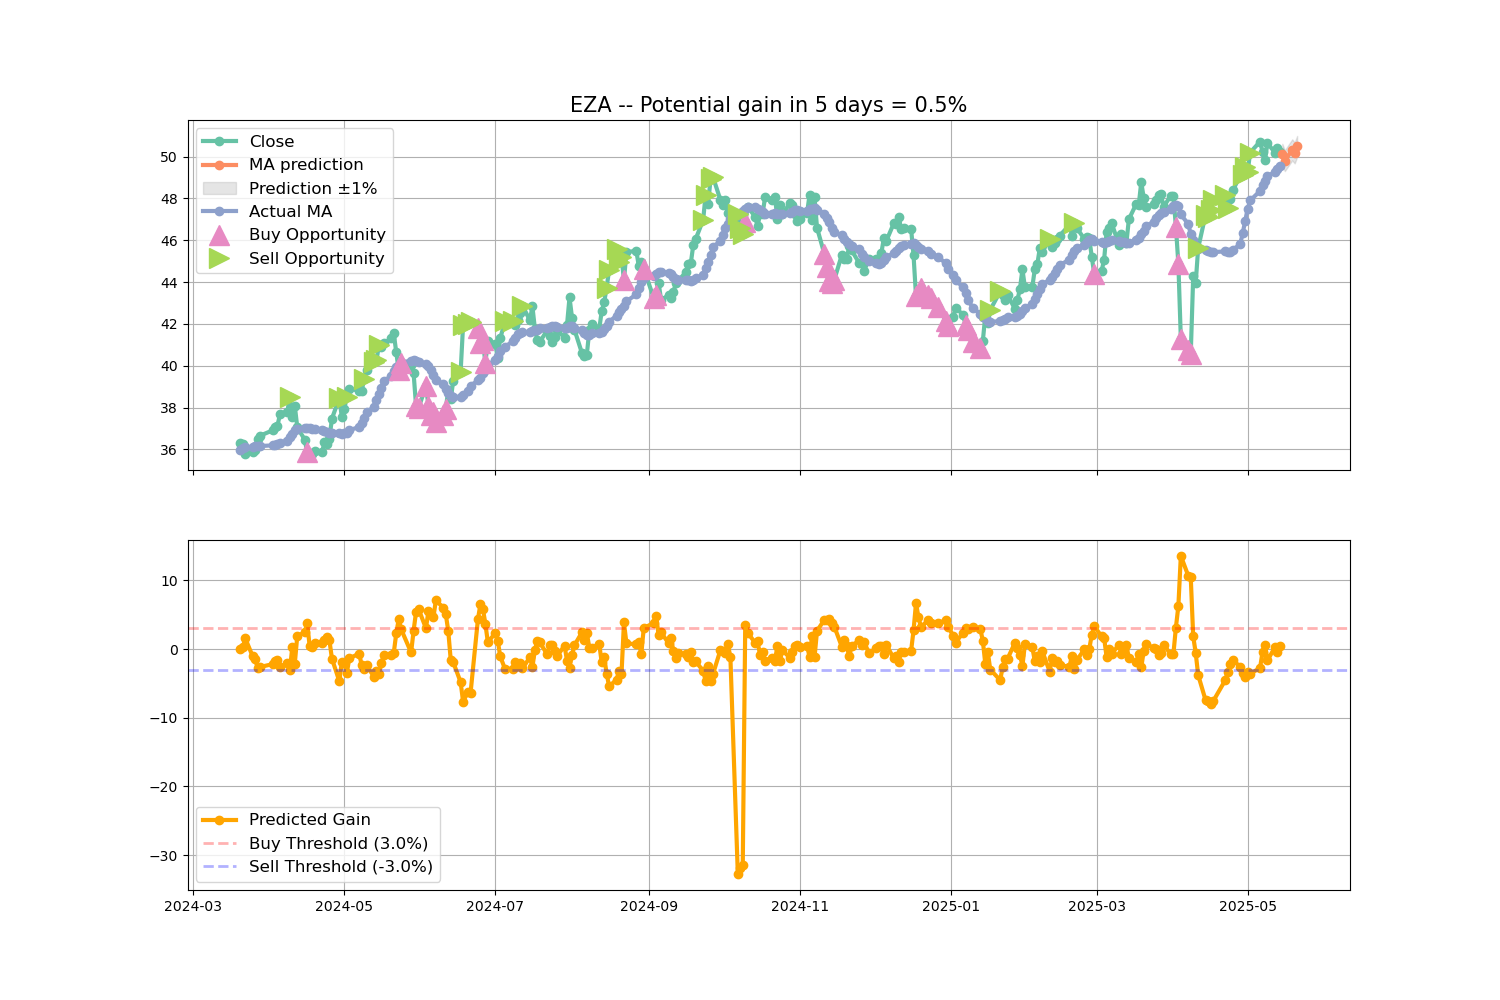 EZA -- Potential gain in 5 days = 0.5%
Close
MA prediction
Prediction ±1%
Actual MA
Buy Opportunity
Sell Opportunity
50
48
46
44
42
40
38
36
10
0
−10
−20
−30
Predicted Gain
Buy Threshold (3.0%)
Sell Threshold (-3.0%)
2024-03
2024-05
2024-07
2024-09
2024-11
2025-01
2025-03
2025-05